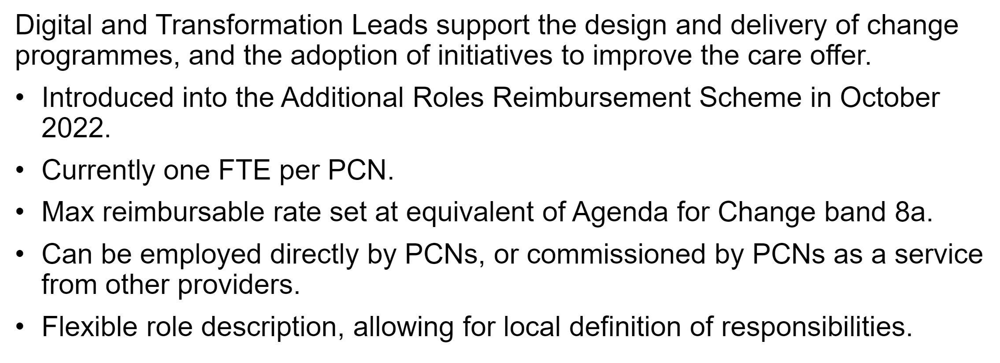 Digital and Transformation Leads support the design and delivery of change
programmes, and the adoption of initiatives to improve the care offer.
• Introduced into the Additional Roles Reimbursement Scheme in October
2022.
• Currently one FTE per PCN.
• Max reimbursable rate set at equivalent of Agenda for Change band 8a.
• Can be employed directly by PCNs, or commissioned by PCNs as a service
from other providers.
• Flexible role description, allowing for local definition of responsibilities.